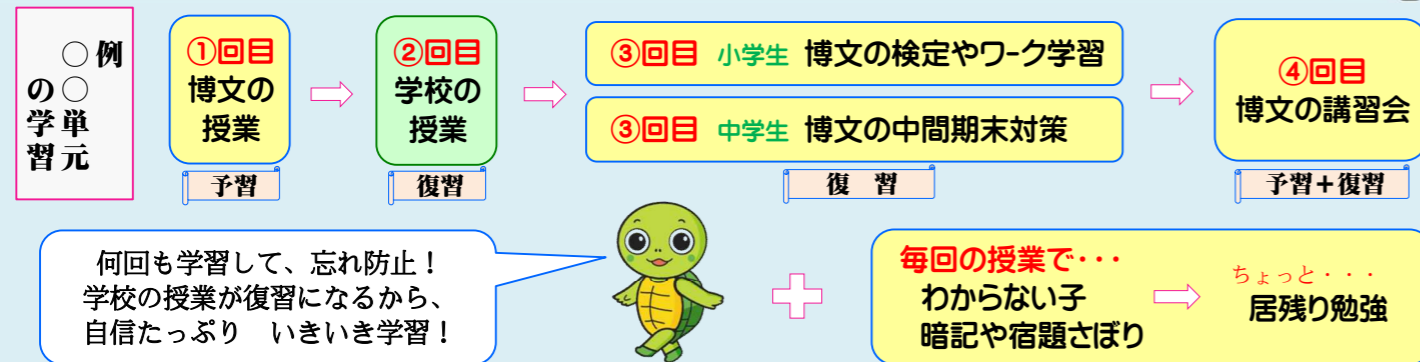 例
○○単元
の学習
①回目
博文の
授業
予習
②回目
学校の
授業
復習
③回目 小学生 博文の検定やワーク学習
③回目 中学生 博文の中間期末対策
復 習
④回目
博文の講習会
予習＋復習
何回も学習して、忘れ防止！
学校の授業が復習になるから、
自信たっぷり いきいき学習！
毎回の授業で・・・
わからない子
暗記や宿題さぼり
ちょっと・・・
居残り勉強